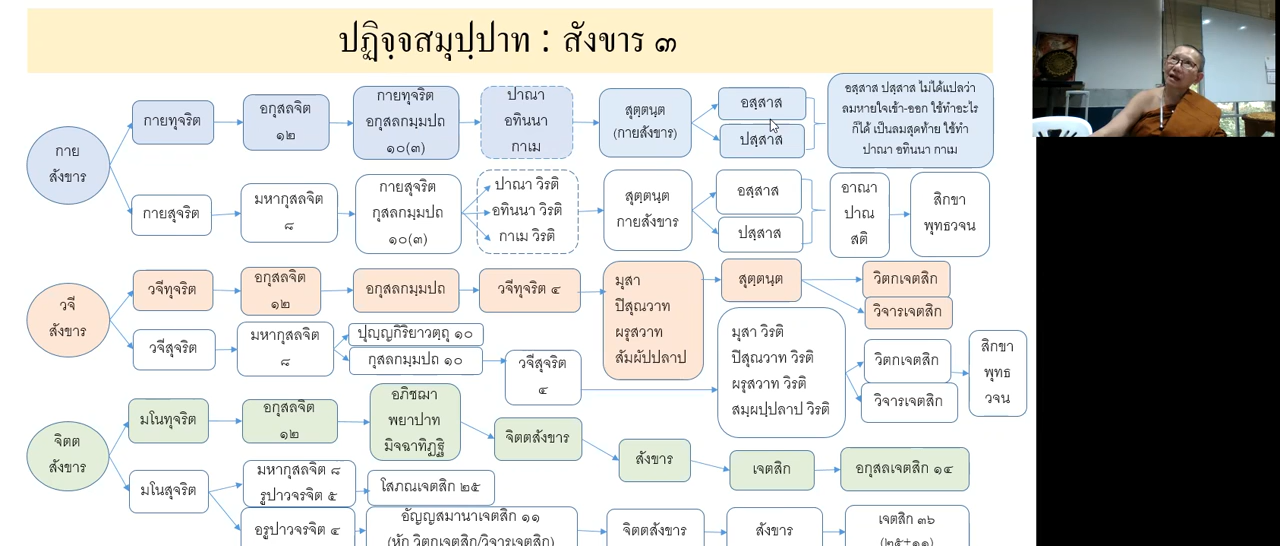 ปฏิจฺจสมุปฺปาท : สังขาร ๓
กาย
สังขาร
กายทุจริต
อกุสลจิต
๑๒
กายทุจริต
อกุสลกมฺมปถ
๑๐(๓)
ปาณา
อทินนา
กาเม
สุตฺตนฺต
(กายสังขาร)
อสฺสาส
ปสฺสาส
อสฺสาส ปสฺสาส ไม่ได้แปลว่า
ลมหายใจเข้า-ออก ใช้ทำอะไร
ก็ได้ เป็นลมสุดท้าย ใช้ทำ
ปาณา อทินนา กาเม
กายสุจริต
มหากุสลจิต
๘
กายสุจริต
กุสลกมฺมปถ
๑๐(๓)
ปาณา วิรติ
อทินนา วิรติ
กาเม วิรติ
สุตฺตนฺต
กายสังขาร
อสฺสาส
ปสฺสาส
อาณา
ปาณ
สติ
สิกขา
พุทธวจน
วจี
สังขาร
วจีทุจริต
อกุสลจิต
๑๒
อกุสลกมฺมปถ
วจีทุจริต ๔
มุสา
ปิสุณวาท
ผรุสวาท
สัมผัปปลาป
สุตฺตนฺต
วิตกเจตสิก
วิจารเจตสิก
วจีสุจริต
มหากุสลจิต
๘
ปุญฺญกิริยาวตฺถุ ๑๐
กุสลกมฺมปถ ๑๐
วจีสุจริต
๔
มุสา วิรติ
ปิสุณวาท วิรติ
ผรุสวาท วิรติ
สมฺผปฺปลาป วิรติ
วิตกเจตสิก
วิจารเจตสิก
สิกขา
พุทธ
วจน
จิตต
สังขาร
มโนทุจริต
อกุสลจิต
๑๒
อภิชฌา
พยาปาท
มิจฉาทิฏฐิ
จิตตสังขาร
สังขาร
เจตสิก
อกุสลเจตสิก ๑๔
มโนสุจริต
มหากุสลจิต ๘
รูปาวจรจิต ๕
โสภณเจตสิก ๒๕
อรูปาวจรจิต ๔
อัญญสมานาเจตสิก ๑๑
(หัก วิตกเจตสิก/วิจารเจตสิก)
จิตตสังขาร
สังขาร
เจตสิก ๓๖
(๒๕+๑๑)